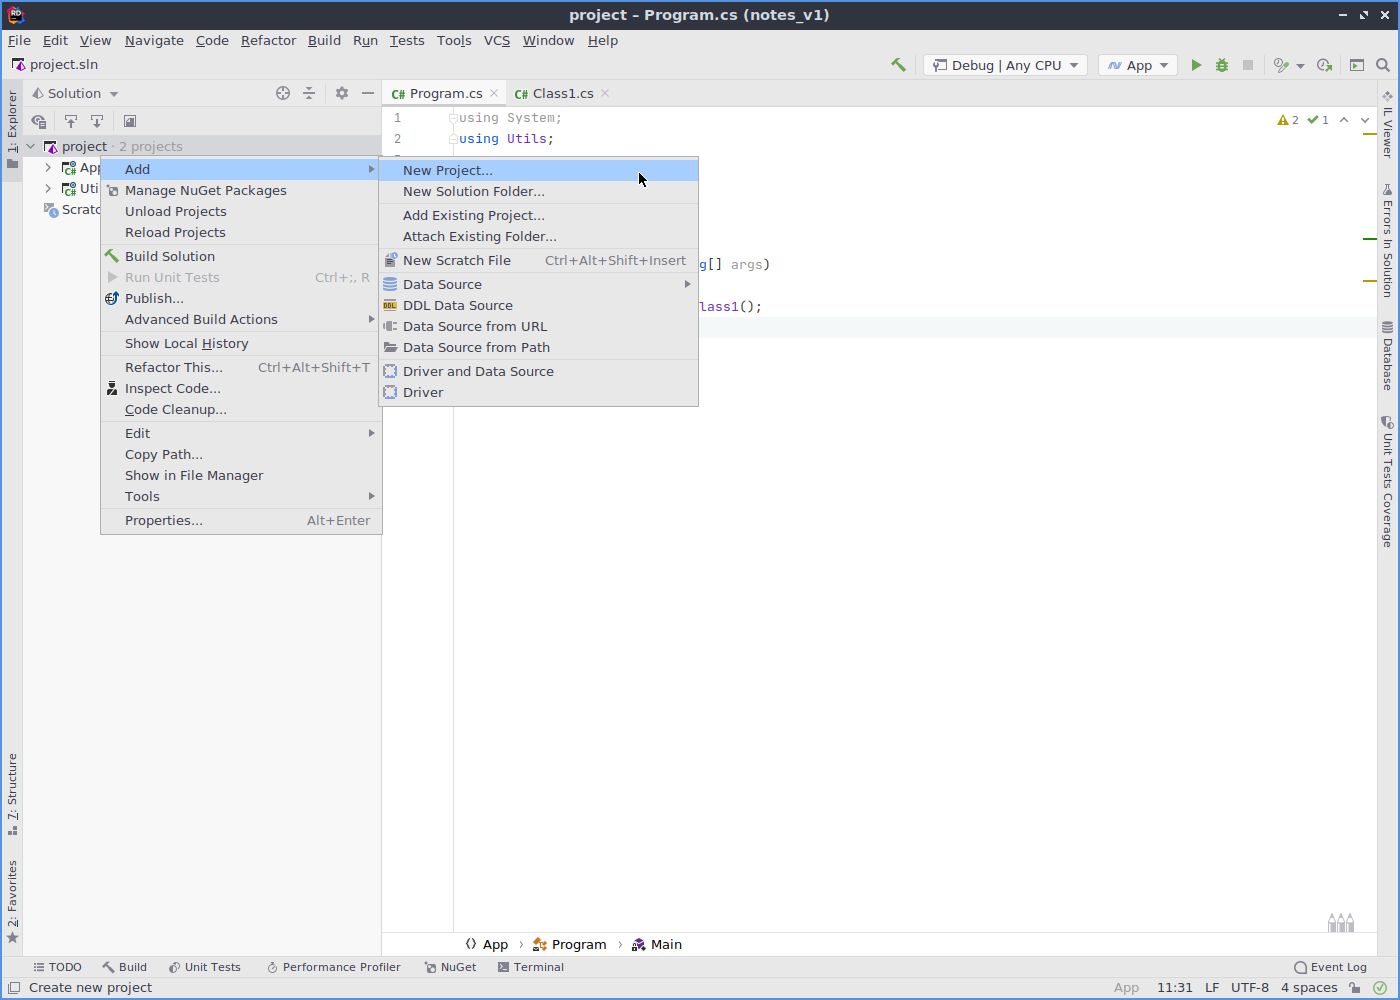 project – Program.cs (notes_v1)
File Edit View Navigate Code Refactor Build Run Tests Tools VCS Window Help
project.sln
Debug | Any CPU
App
1: Explorer
Solution
C# Program.cs
C# Class1.cs
project · 2 projects
App
Uti
Scratc
1 using System;
2 using Utils;
2
1
g[] args)
lass1();
Add
Manage NuGet Packages
Unload Projects
Reload Projects
Build Solution
Run Unit Tests Ctrl+;, R
Publish...
Advanced Build Actions
Show Local History
Refactor This... Ctrl+Alt+Shift+T
Inspect Code...
Code Cleanup...
Edit
Copy Path...
Show in File Manager
Tools
Properties... Alt+Enter
New Project...
New Solution Folder...
Add Existing Project...
Attach Existing Folder...
New Scratch File Ctrl+Alt+Shift+Insert
Data Source
DDL Data Source
Data Source from URL
Data Source from Path
Driver and Data Source
Driver
IL Viewer
Errors In Solution
Database
Unit Tests Coverage
7: Structure
2: Favorites
App › Program › Main
TODO Build Unit Tests Performance Profiler NuGet Terminal Event Log
Create new project
App 11:31 LF UTF-8 4 spaces